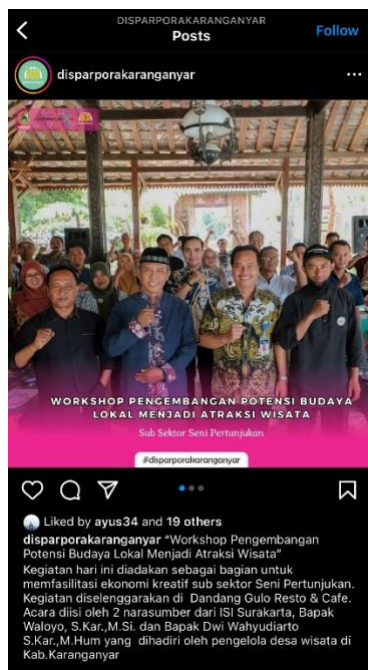 DISPARPORAKARANGANYAR
Posts
Follow
disparporakaranganyar
WORKSHOP PENGEMBANGAN POTENSI BUDAYA
LOKAL MENJADI ATRAKSI WISATA
Sub Sektor Seni Pertunjukan
#disparporakaranganyar
Liked by ayus34 and 19 others
disparporakaranganyar "Workshop Pengembangan
Potensi Budaya Lokal Menjadi Atraksi Wisata"
Kegiatan hari ini diadakan sebagai bagian untuk
memfasilitasi ekonomi kreatif sub sektor Seni Pertunjukan.
Kegiatan diselenggarakan di Dandang Gulo Resto & Cafe.
Acara diisi oleh 2 narasumber dari ISI Surakarta, Bapak
Waloyo, S.Kar.,M.Si. dan Bapak Dwi Wahyudiarto
S.Kar.,M.Hum yang dihadiri oleh pengelola desa wisata di
Kab.Karanganyar